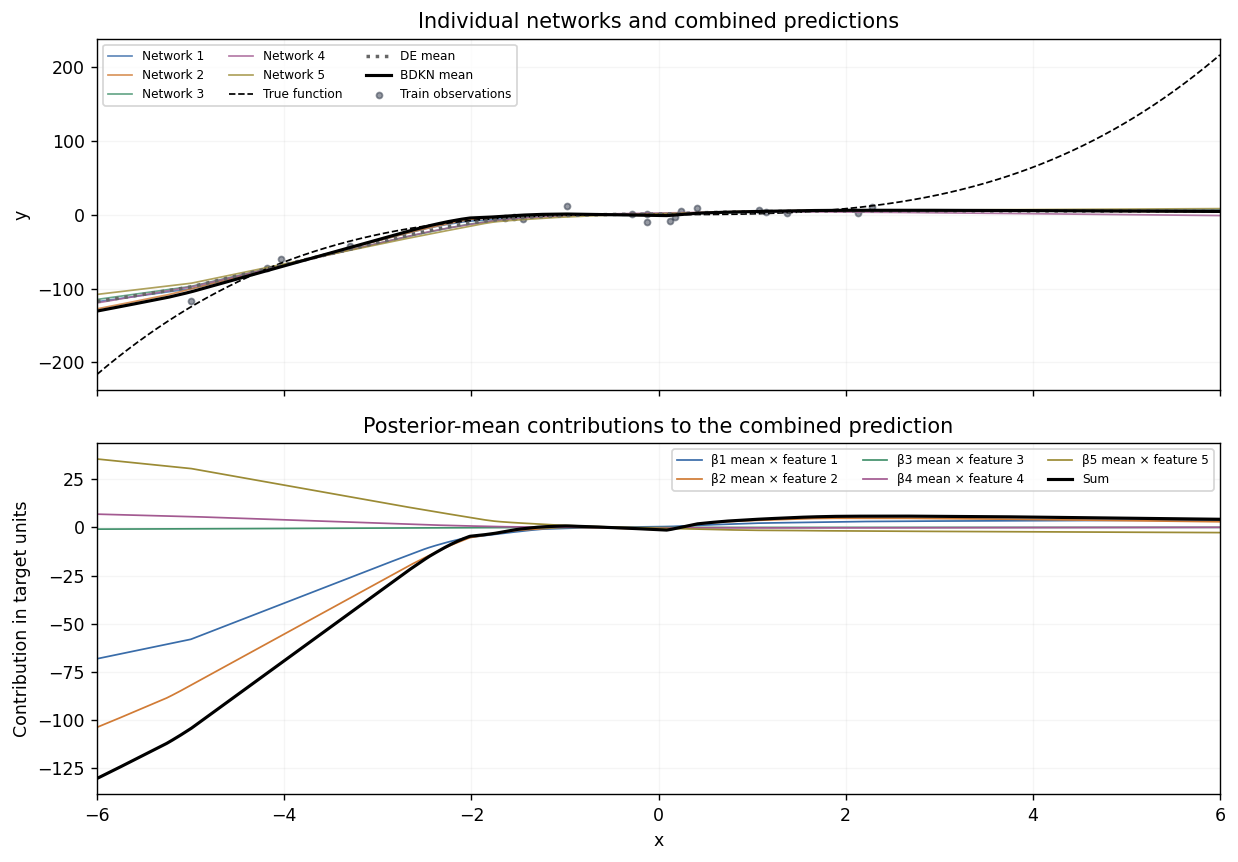 Individual networks and combined predictions
Network 1
Network 2
Network 3
Network 4
Network 5
True function
DE mean
BDKN mean
Train observations
200
100
0
−100
−200
y
Posterior-mean contributions to the combined prediction
β1 mean × feature 1
β2 mean × feature 2
β3 mean × feature 3
β4 mean × feature 4
β5 mean × feature 5
Sum
25
0
−25
−50
−75
−100
−125
Contribution in target units
−6
−4
−2
0
2
4
6
x